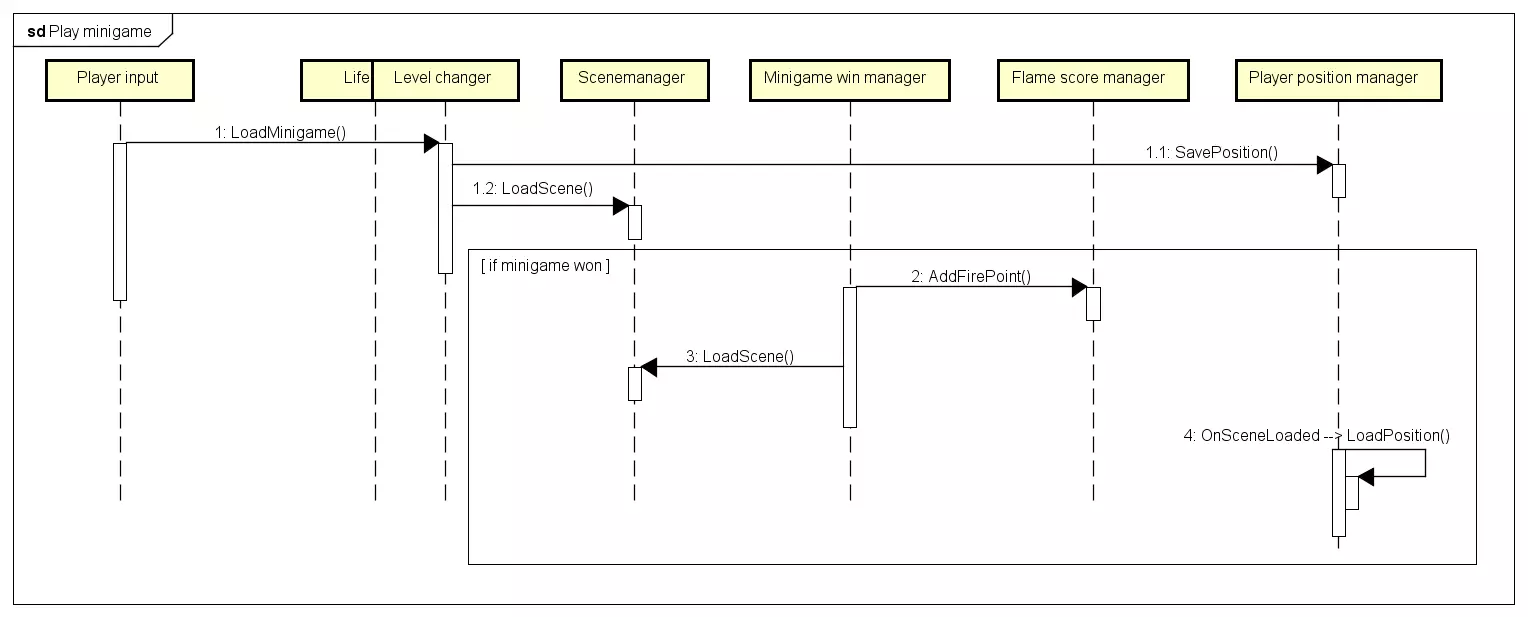 sd Play minigame
Player input
Life
Level changer
Scenemanager
Minigame win manager
Flame score manager
Player position manager
1: LoadMinigame()
1.1: SavePosition()
1.2: LoadScene()
[ if minigame won ]
2: AddFirePoint()
3: LoadScene()
4: OnSceneLoaded --> LoadPosition()